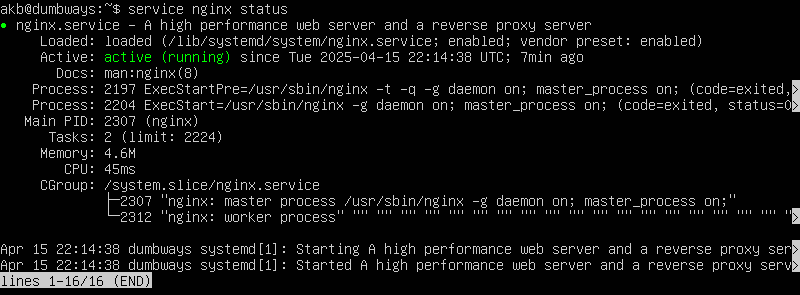 akb@dumbways:~$ service nginx status
● nginx.service - A high performance web server and a reverse proxy server
     Loaded: loaded (/lib/systemd/system/nginx.service; enabled; vendor preset: enabled)
     Active: active (running) since Tue 2025-04-15 22:14:38 UTC; 7min ago
       Docs: man:nginx(8)
    Process: 2197 ExecStartPre=/usr/sbin/nginx -t -q -g daemon on; master_process on; (code=exited,>
    Process: 2204 ExecStart=/usr/sbin/nginx -g daemon on; master_process on; (code=exited, status=0>
   Main PID: 2307 (nginx)
      Tasks: 2 (limit: 2224)
     Memory: 4.6M
        CPU: 45ms
     CGroup: /system.slice/nginx.service
             ├─2307 "nginx: master process /usr/sbin/nginx -g daemon on; master_process on;"
             └─2312 "nginx: worker process" "" "" "" "" "" "" "" "" "" "" "" "" "" "" "" "" "" "" "">
Apr 15 22:14:38 dumbways systemd[1]: Starting A high performance web server and a reverse proxy ser>
Apr 15 22:14:38 dumbways systemd[1]: Started A high performance web server and a reverse proxy serv>
lines 1-16/16 (END)